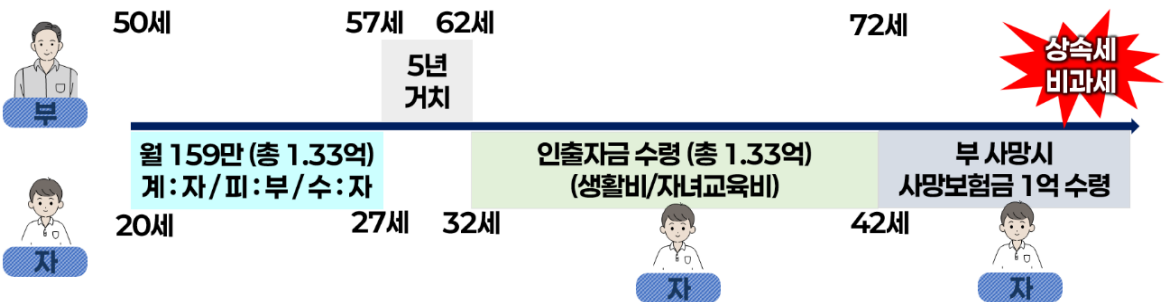 50세
57세
62세
72세
상속세
비과세
5년
거치
부
월 159만 (총 1.33억)
계 : 자 / 피 : 부 / 수 : 자
인출자금 수령 (총 1.33억)
(생활비/자녀교육비)
부 사망시
사망보험금 1억 수령
20세
27세
32세
42세
자
자
자